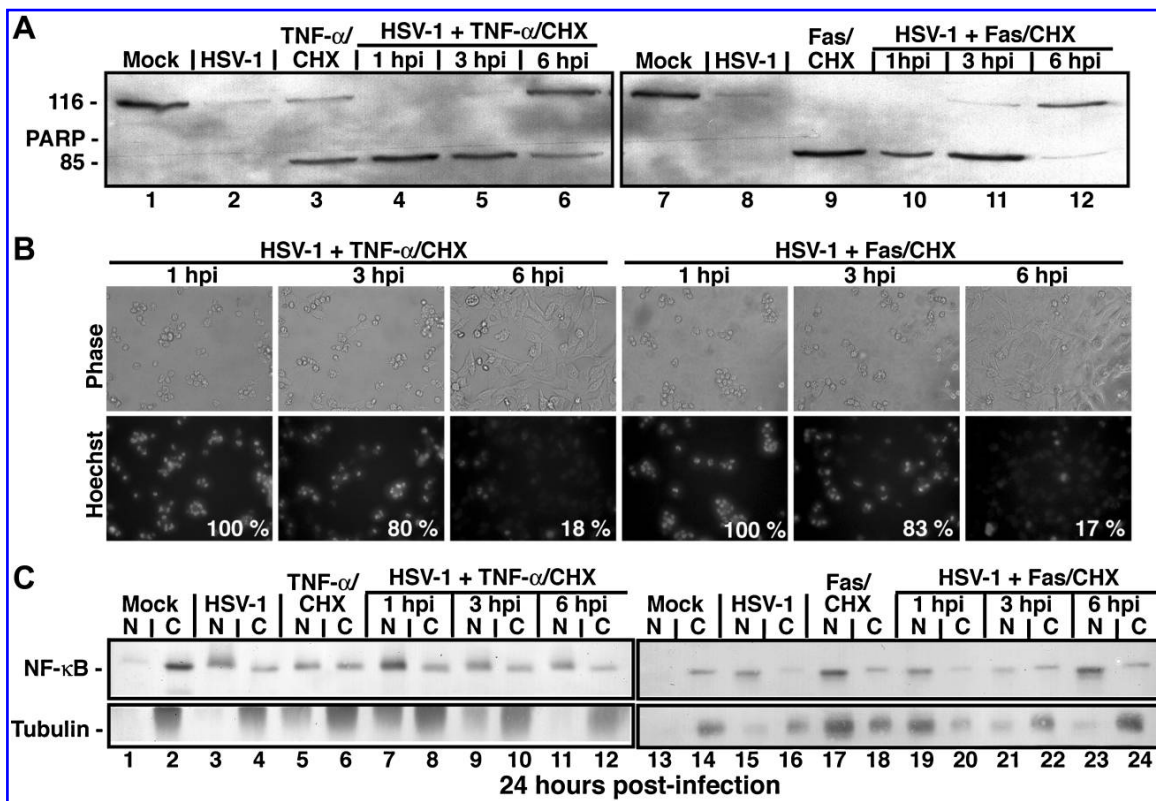 A
Mock | HSV-1 | TNF-α/CHX | HSV-1 + TNF-α/CHX
1 hpi | 3 hpi | 6 hpi
Mock | HSV-1 | Fas/CHX | HSV-1 + Fas/CHX
1hpi | 3 hpi | 6 hpi
116 -
PARP -
85 -
1 2 3 4 5 6 7 8 9 10 11 12
B
HSV-1 + TNF-α/CHX HSV-1 + Fas/CHX
1 hpi 3 hpi 6 hpi 1 hpi 3 hpi 6 hpi
Phase
Hoechst
100 % 80 % 18 % 100 % 83 % 17 %
C
Mock HSV-1 TNF-α/CHX HSV-1 + TNF-α/CHX
1 hpi 3 hpi 6 hpi
N | C | N | C | N | C | N | C | N | C | N | C
Mock HSV-1 Fas/CHX HSV-1 + Fas/CHX
1 hpi 3 hpi 6 hpi
N | C | N | C | N | C | N | C | N | C | N | C
NF-κB -
Tubulin -
1 2 3 4 5 6 7 8 9 10 11 12 13 14 15 16 17 18 19 20 21 22 23 24
24 hours post-infection